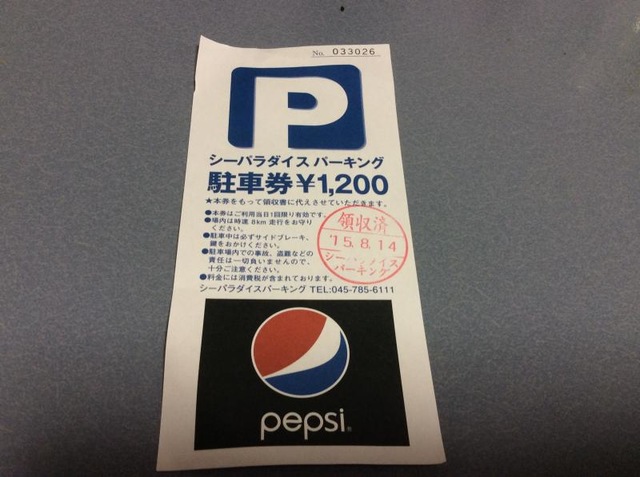 No. 033026
P
シーパラダイス パーキング
駐車券¥1,200
★本券をもって領収書に代えさせていただきます。
●本券はご利用当日1回限り有効です。
●場内は時速8km走行をお守り
ください。
●駐車中は必ずサイドブレーキ、
鍵をおかけください。
●駐車場内での事故、盗難などの
責任は一切負いませんので、
十分ご注意ください。
●料金には消費税が含まれております。
シーパラダイスパーキング TEL:045-785-6111
領収済
'15.8.14
シーパラダイス
パーキング
pepsi®